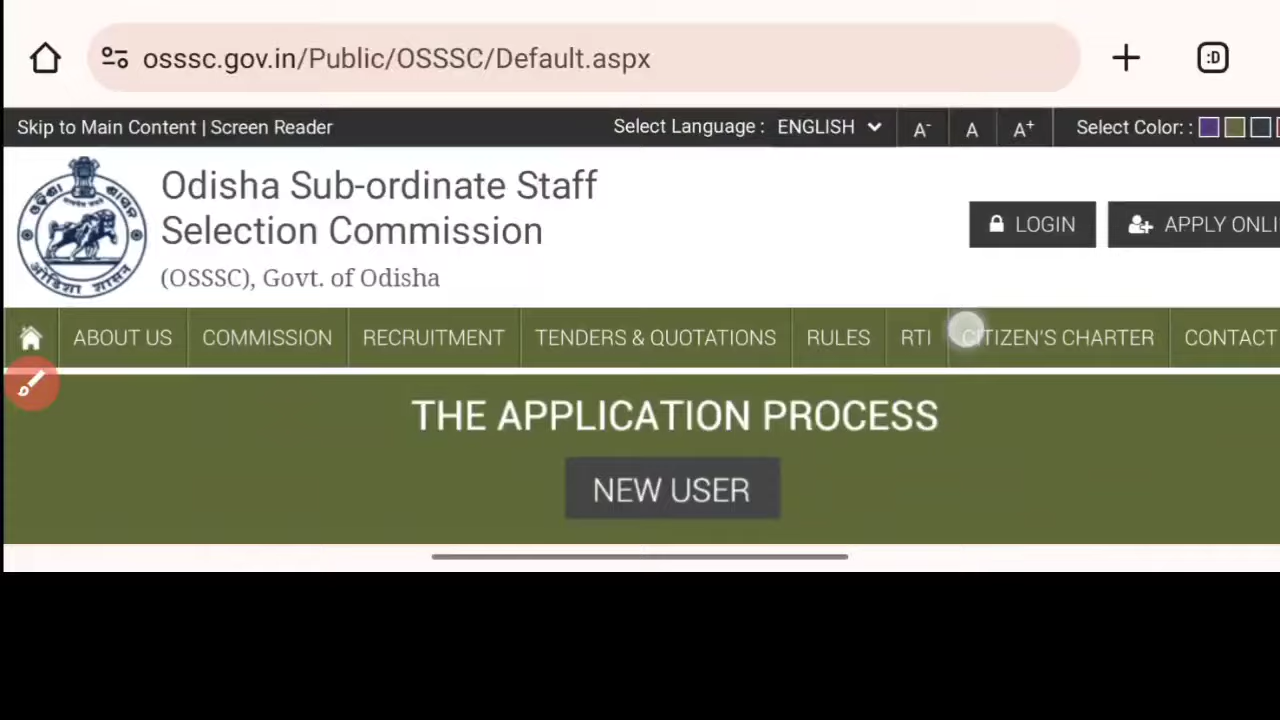 osssc.gov.in/Public/OSSSC/Default.aspx
:D
Skip to Main Content | Screen Reader
Select Language : ENGLISH
A-
A
A+
Select Color: :
Odisha Sub-ordinate Staff
Selection Commission
(OSSSC), Govt. of Odisha
LOGIN
APPLY ONLI
ABOUT US
COMMISSION
RECRUITMENT
TENDERS & QUOTATIONS
RULES
RTI
CITIZEN'S CHARTER
CONTACT
THE APPLICATION PROCESS
NEW USER